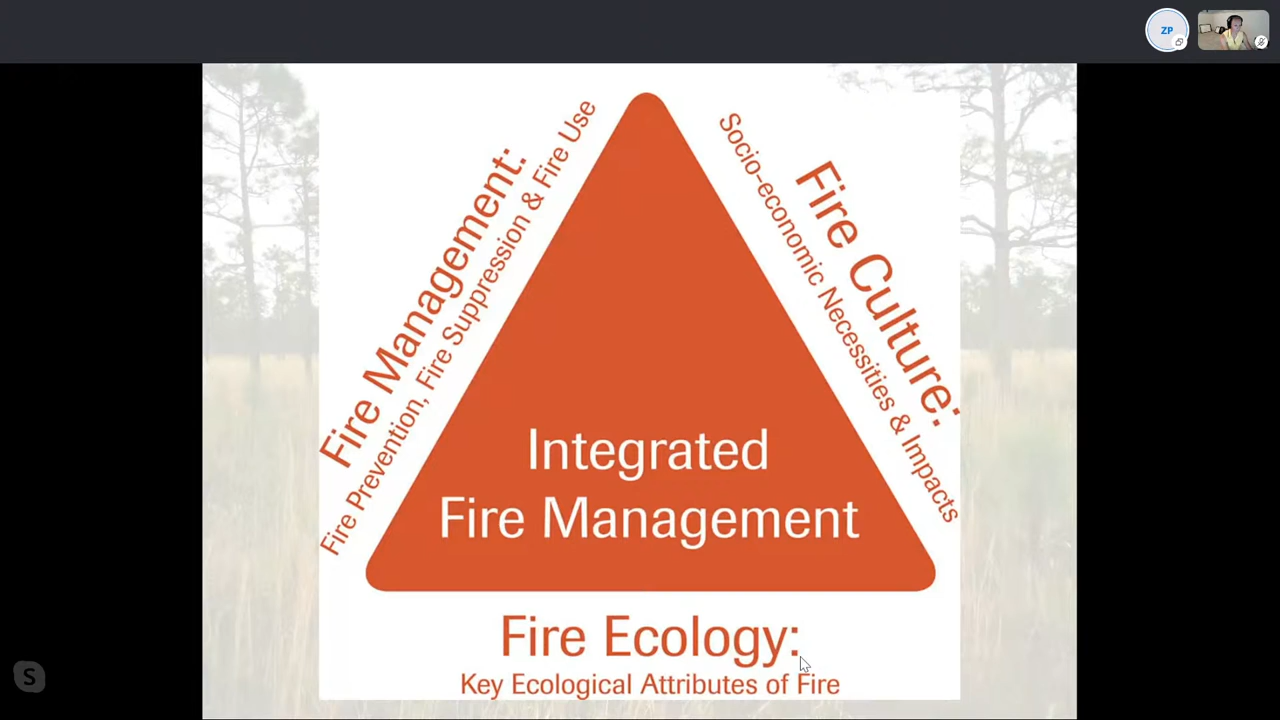 ZP
Fire Management:
Fire Prevention, Fire Suppression & Fire Use
Fire Culture:
Socio-economic Necessities & Impacts
Integrated
Fire Management
Fire Ecology:
Key Ecological Attributes of Fire
S